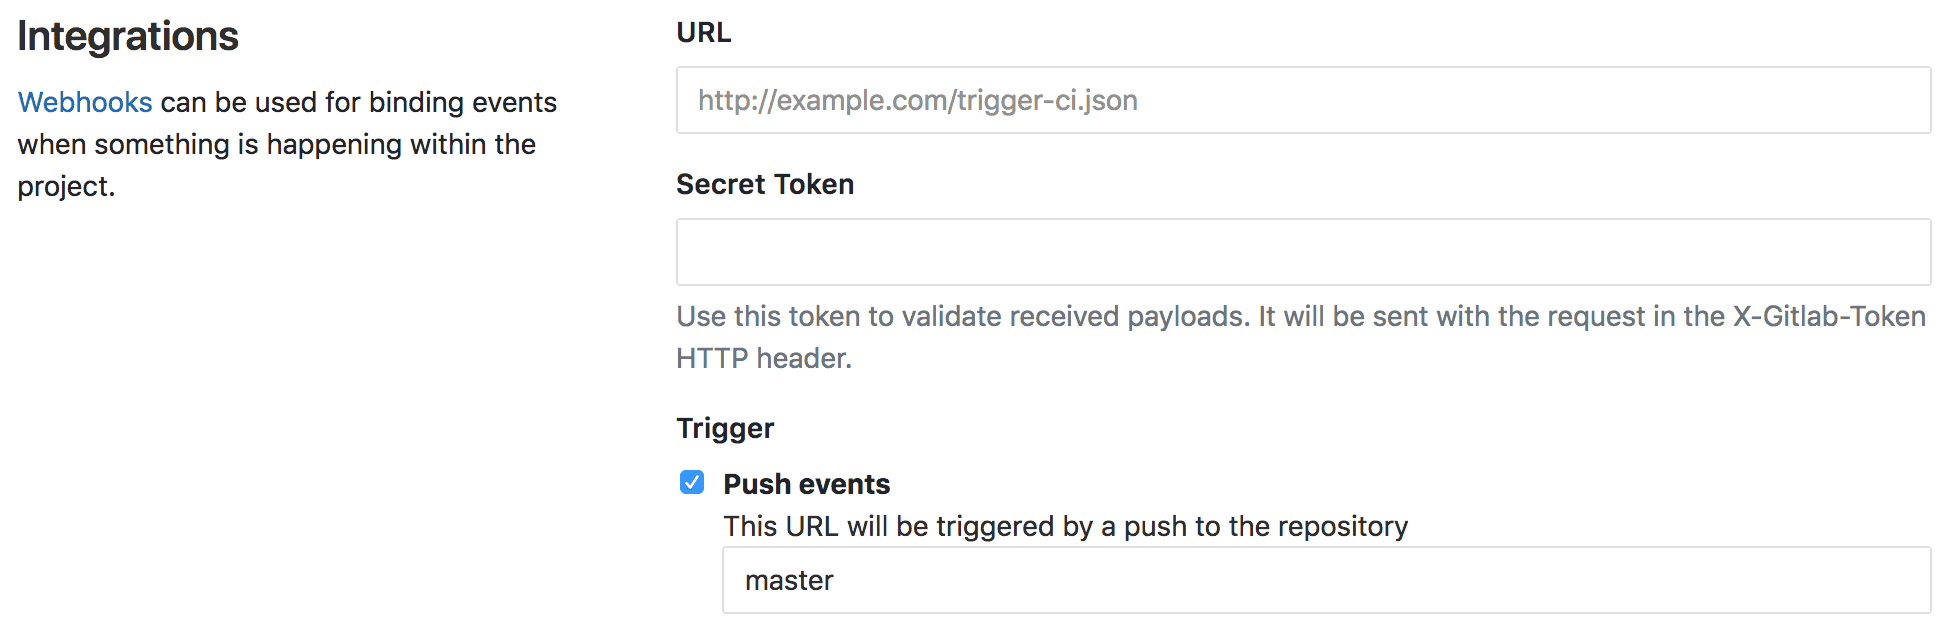 Integrations
Webhooks can be used for binding events
when something is happening within the
project.
URL
http://example.com/trigger-ci.json
Secret Token
Use this token to validate received payloads. It will be sent with the request in the X-Gitlab-Token
HTTP header.
Trigger
Push events
This URL will be triggered by a push to the repository
master